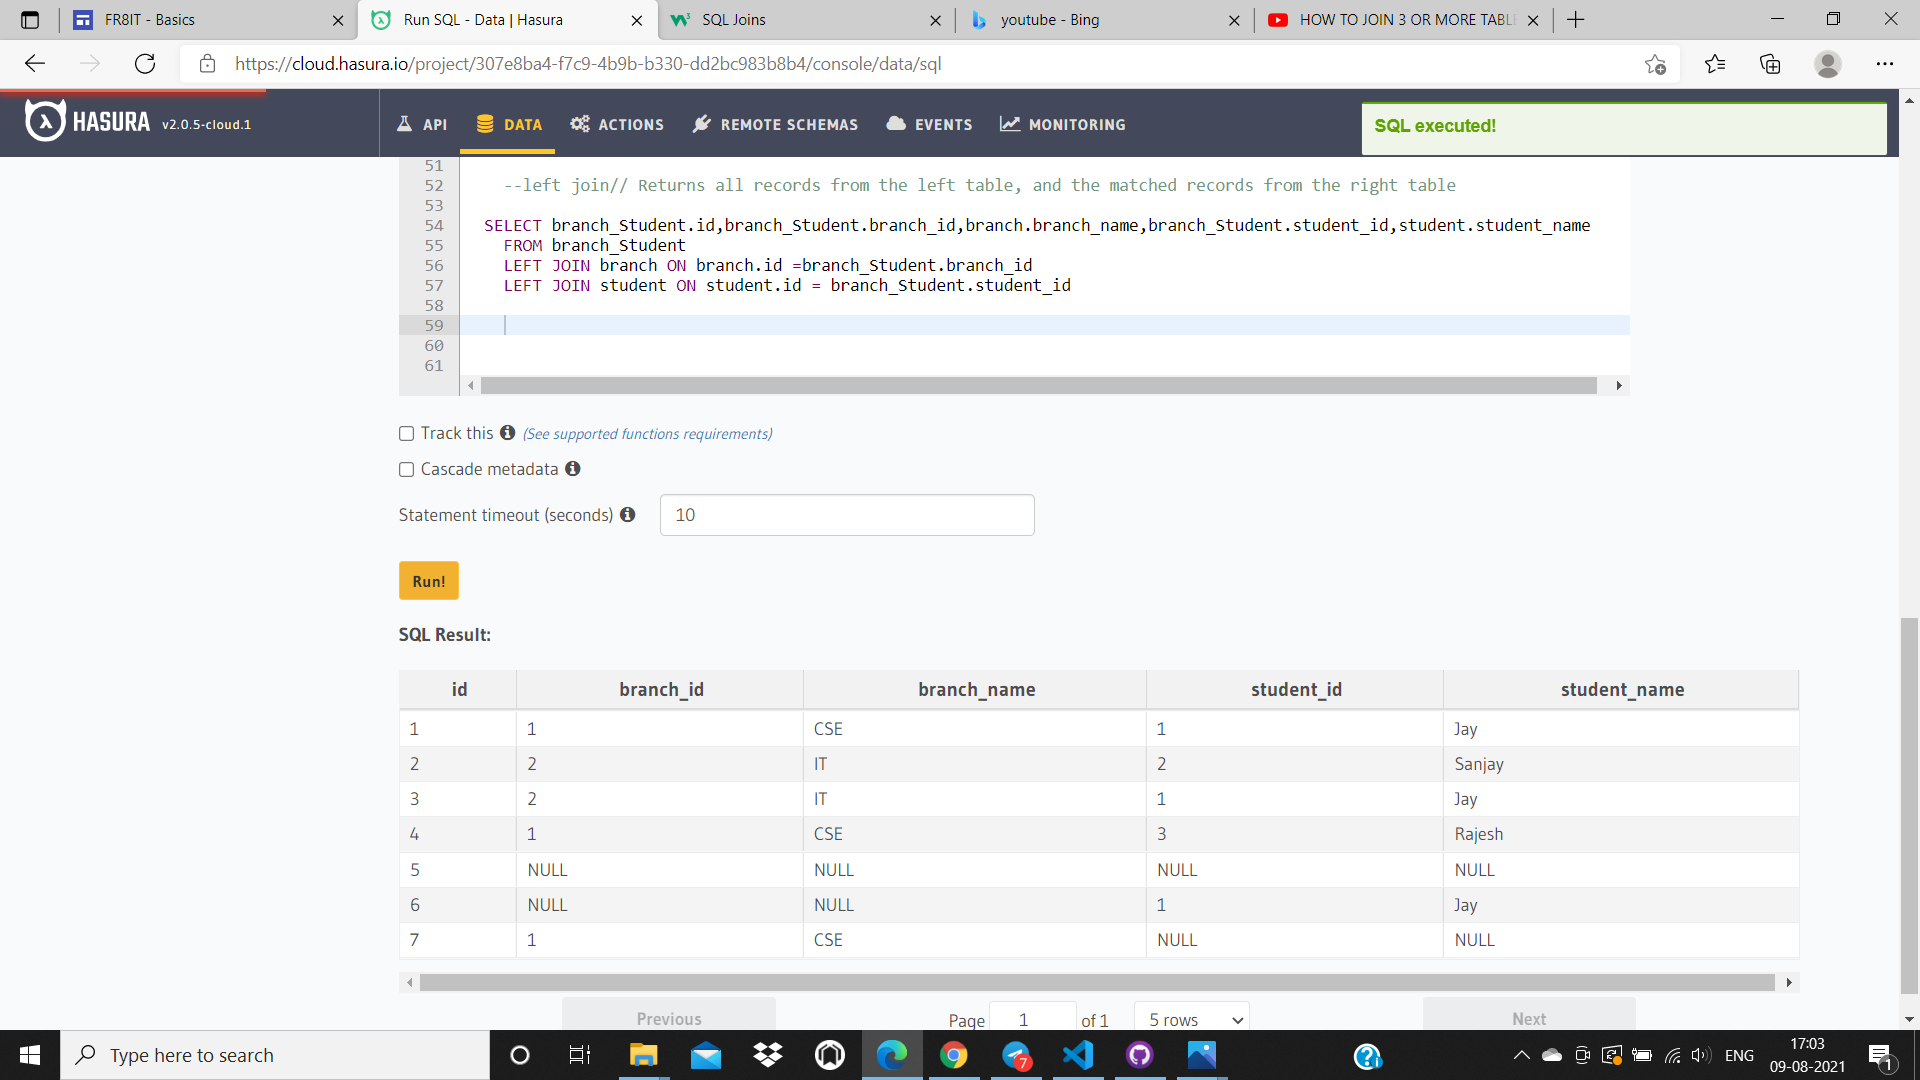 FR8IT - Basics
Run SQL - Data | Hasura
SQL Joins
youtube - Bing
HOW TO JOIN 3 OR MORE TABLE
https://cloud.hasura.io/project/307e8ba4-f7c9-4b9b-b330-dd2bc983b8b4/console/data/sql
HASURA v2.0.5-cloud.1
API
DATA
ACTIONS
REMOTE SCHEMAS
EVENTS
MONITORING
SQL executed!
51
52 --left join// Returns all records from the left table, and the matched records from the right table
53
54 SELECT branch_Student.id,branch_Student.branch_id,branch.branch_name,branch_Student.student_id,student.student_name
55 FROM branch_Student
56 LEFT JOIN branch ON branch.id =branch_Student.branch_id
57 LEFT JOIN student ON student.id = branch_Student.student_id
58
59
60
61
Track this (See supported functions requirements)
Cascade metadata
Statement timeout (seconds) 10
Run!
SQL Result:
id branch_id branch_name student_id student_name
1 1 CSE 1 Jay
2 2 IT 2 Sanjay
3 2 IT 1 Jay
4 1 CSE 3 Rajesh
5 NULL NULL NULL NULL
6 NULL NULL 1 Jay
7 1 CSE NULL NULL
Previous Page 1 of 1 5 rows Next
Type here to search
7
ENG
17:03
09-08-2021
1